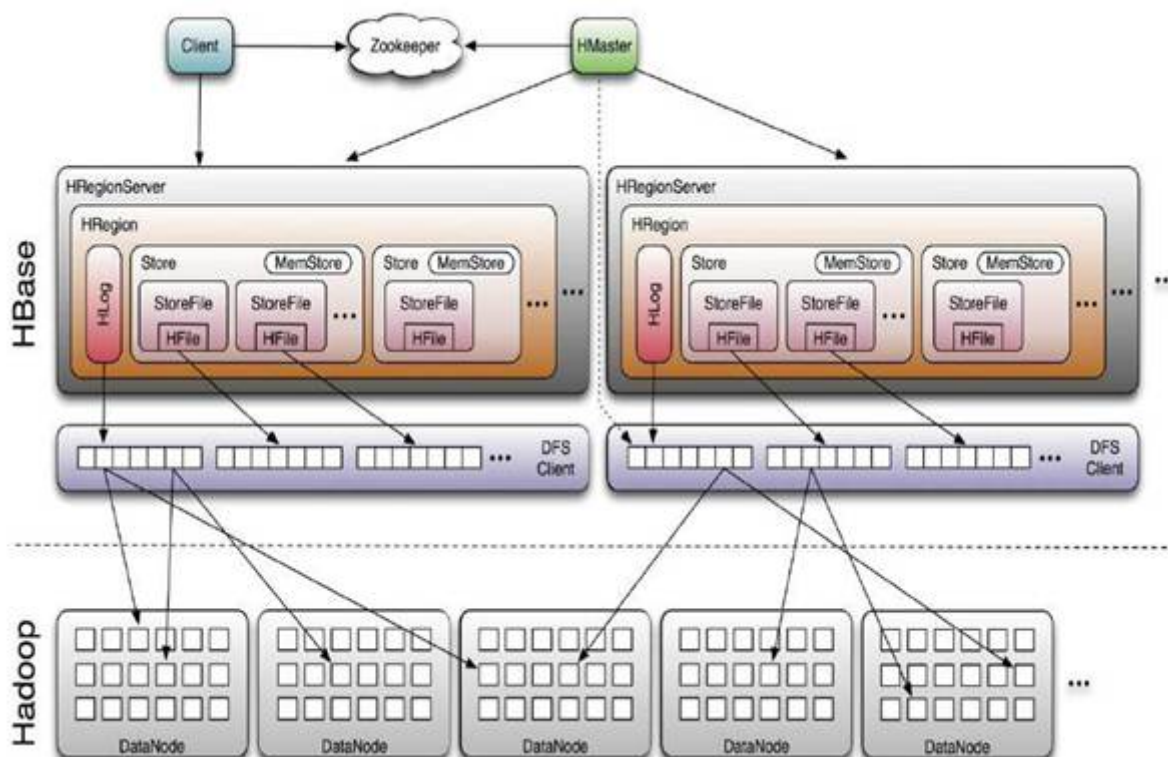 Client
Zookeeper
HMaster
HBase
HRegionServer
HRegion
HLog
Store
MemStore
StoreFile
HFile
StoreFile
HFile
...
Store
MemStore
StoreFile
HFile
...
...
HRegionServer
HRegion
HLog
Store
MemStore
StoreFile
HFile
StoreFile
HFile
...
Store
MemStore
StoreFile
HFile
...
...
...
...
DFS
Client
...
DFS
Client
Hadoop
DataNode
DataNode
DataNode
DataNode
DataNode
...